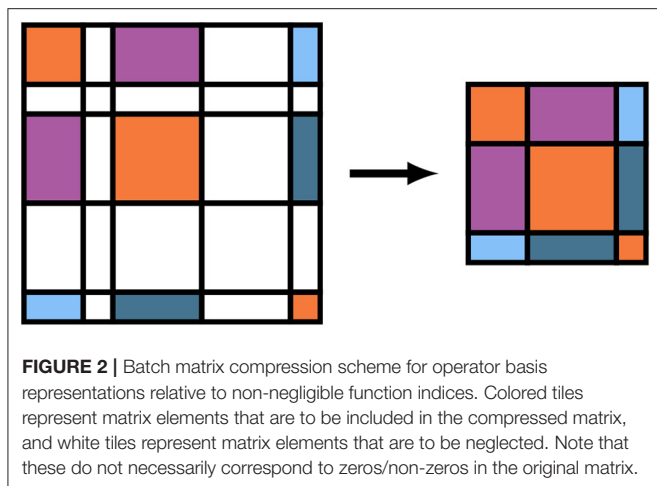 FIGURE 2 | Batch matrix compression scheme for operator basis
representations relative to non-negligible function indices. Colored tiles
represent matrix elements that are to be included in the compressed matrix,
and white tiles represent matrix elements that are to be neglected. Note that
these do not necessarily correspond to zeros/non-zeros in the original matrix.